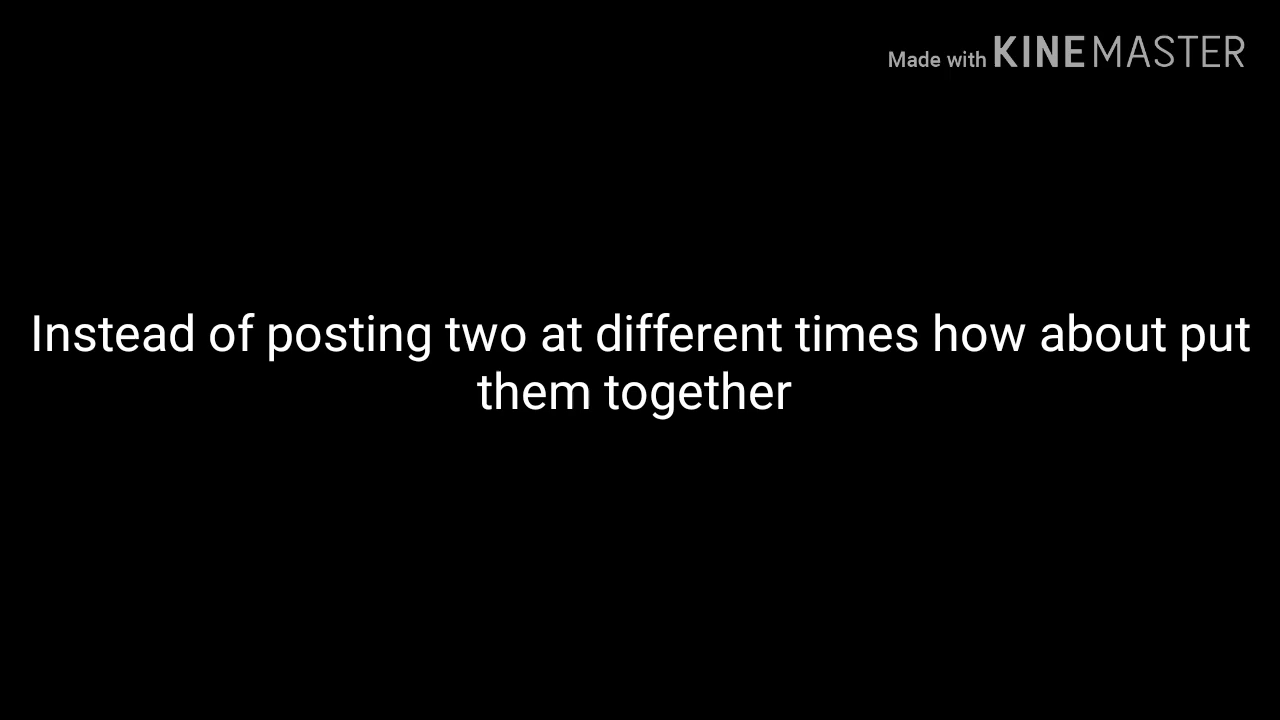 Made with KINEMASTER
Instead of posting two at different times how about put
them together